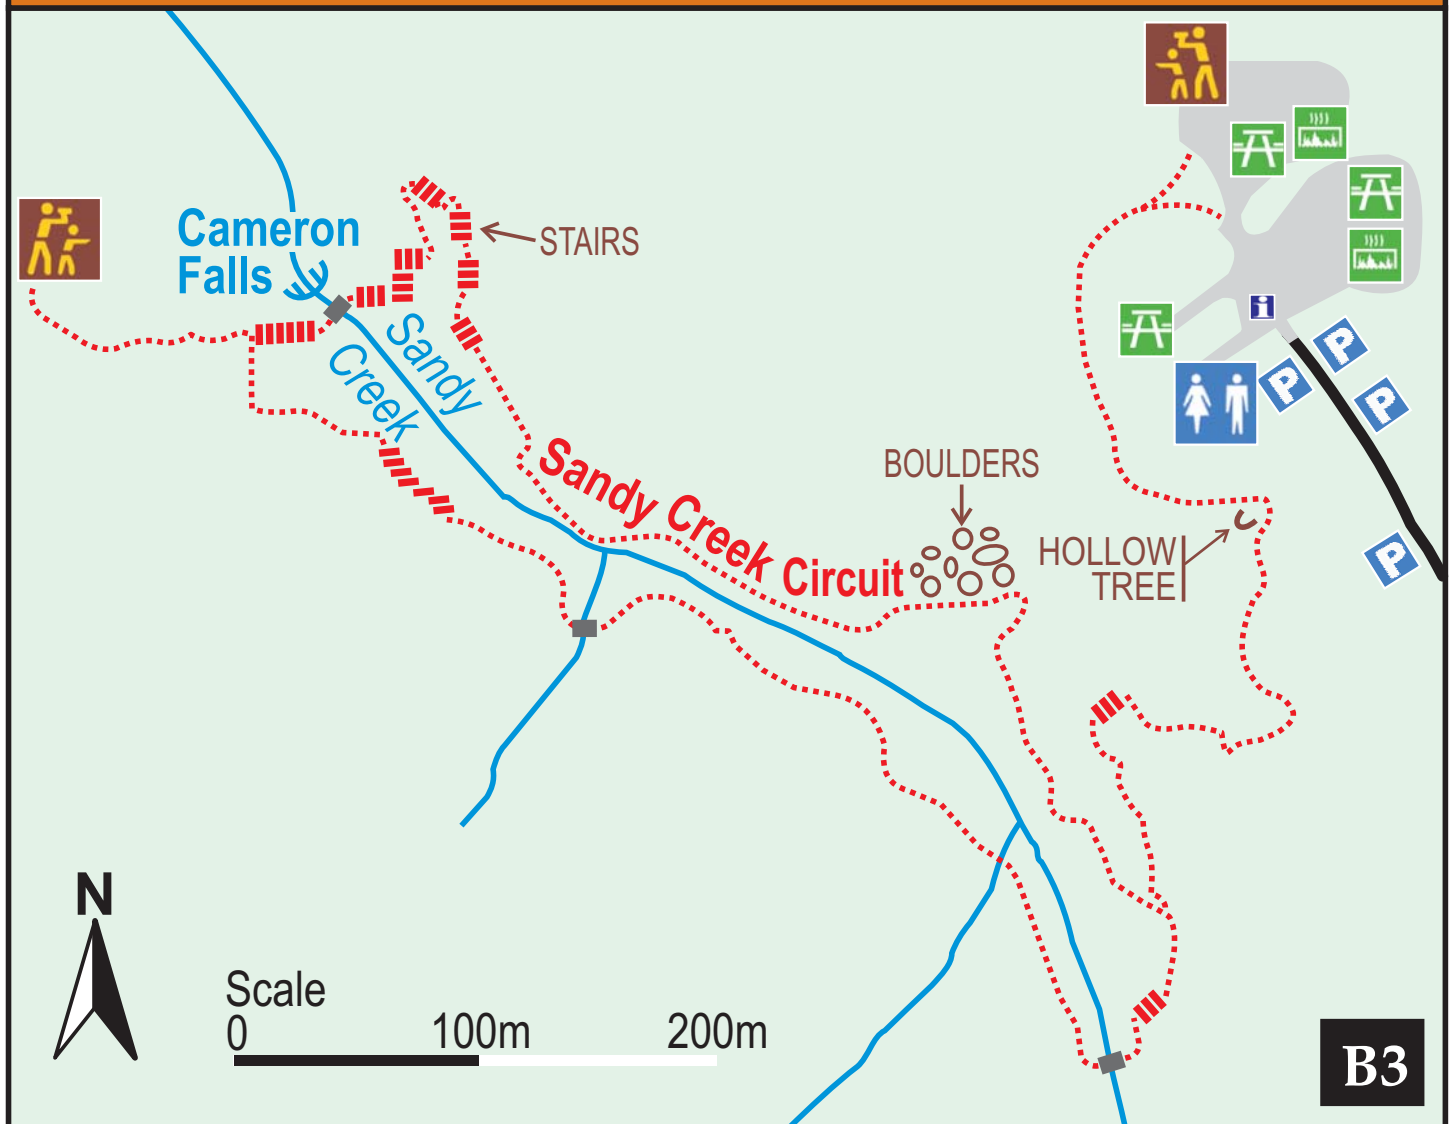 Cameron
Falls
STAIRS
Sandy
Creek
Sandy Creek Circuit
BOULDERS
HOLLOW
TREE
i
P
P
P
P
N
Scale
0 100m 200m
B3